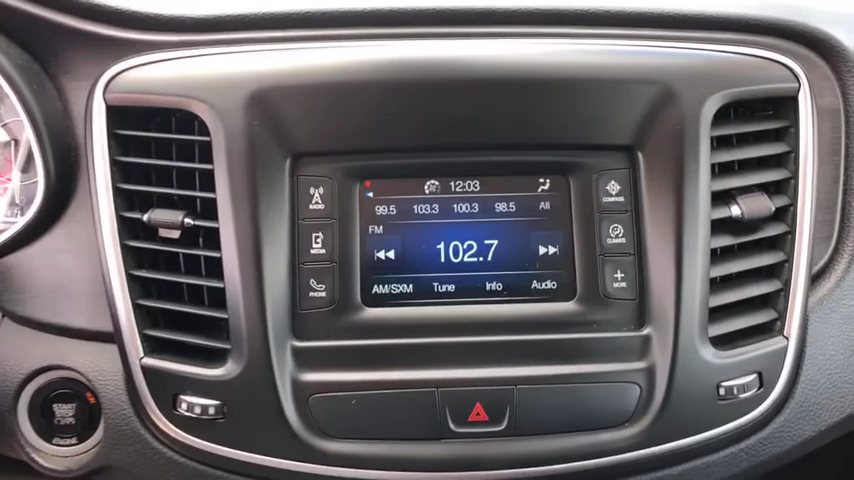 12:03
99.5 103.3 100.3 98.5 All
FM
102.7
AM/SXM Tune Info Audio
RADIO
MEDIA
PHONE
COMPASS
CLIMATE
MORE
START
STOP
ENGINE